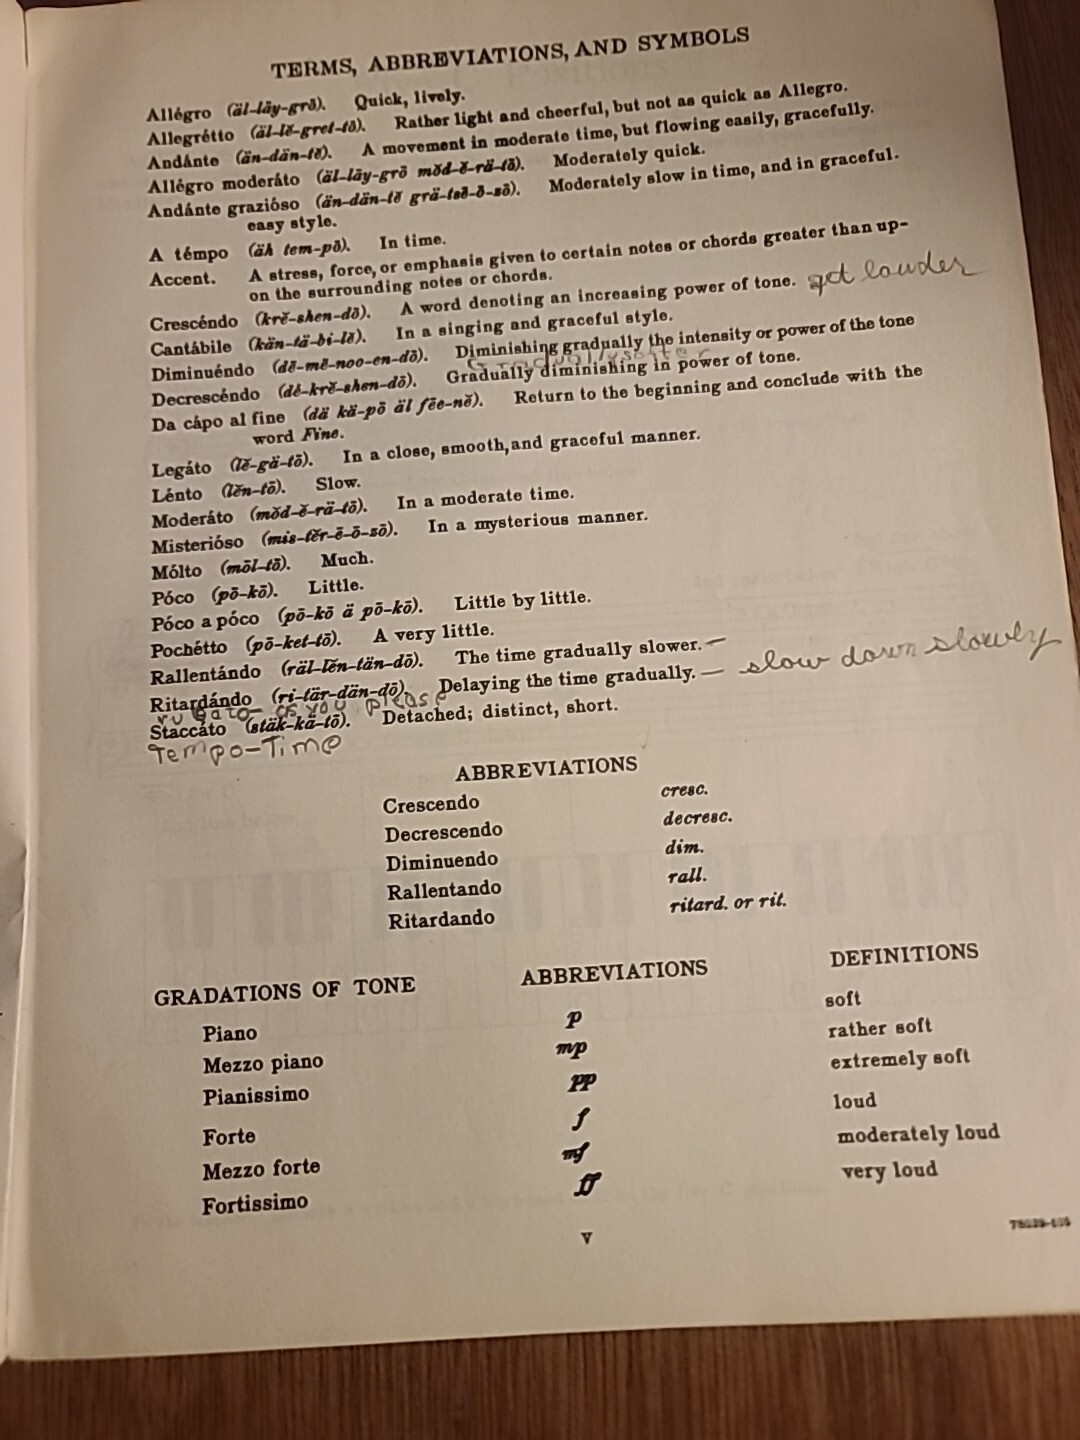 TERMS, ABBREVIATIONS, AND SYMBOLS
Allégro (äl-lāy-grō). Quick, lively.
Allegrétto (äl-lĕ-gret-tō). Rather light and cheerful, but not as quick as Allegro.
Andánte (än-dän-tĕ). A movement in moderate time, but flowing easily, gracefully.
Allégro moderáto (äl-lāy-grō mŏd-ĕ-rä-tō). Moderately quick.
Andánte grazióso (än-dän-tĕ grä-tsē-ō-sō). Moderately slow in time, and in graceful.
easy style.
A témpo (äh tem-pō). In time.
Accent. A stress, force, or emphasis given to certain notes or chords greater than up-
on the surrounding notes or chords.
Crescéndo (krĕ-shen-dō). A word denoting an increasing power of tone. get louder
Cantábile (kän-tä-bi-lĕ). In a singing and graceful style.
Diminuéndo (dē-mē-noo-en-dō). Diminishing gradually the intensity or power of the tone
Gradually softer
Decrescéndo (dé-krĕ-shen-dō). Gradually diminishing in power of tone.
Da cápo al fine (dä kä-pō äl fēe-nĕ). Return to the beginning and conclude with the
word Fine.
Legáto (lĕ-gä-tō). In a close, smooth, and graceful manner.
Lénto (lĕn-tō). Slow.
Moderáto (mŏd-ĕ-rä-tō). In a moderate time.
Misterióso (mis-tĕr-ē-ō-sō). In a mysterious manner.
Mólto (mōl-tō). Much.
Póco (pō-kō). Little.
Póco a póco (pō-kō ä pō-kō). Little by little.
Pochétto (pō-ket-tō). A very little.
Rallentándo (räl-lĕn-tän-dō). The time gradually slower. –
Ritardándo (ri-tär-dän-dō). Delaying the time gradually. – slow down slowly
rubato - as you please
Staccáto (stäk-kä-tō). Detached; distinct, short.
Tempo-Time
ABBREVIATIONS
Crescendo cresc.
Decrescendo decresc.
Diminuendo dim.
Rallentando rall.
Ritardando ritard. or rit.
GRADATIONS OF TONE ABBREVIATIONS DEFINITIONS
Piano p soft
Mezzo piano mp rather soft
Pianissimo pp extremely soft
Forte f loud
Mezzo forte mf moderately loud
Fortissimo ff very loud
V